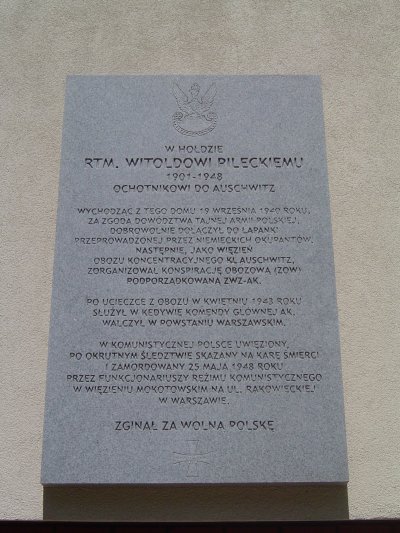 W HOŁDZIE
RTM. WITOLDOWI PILECKIEMU
1901-1948
OCHOTNIKOWI DO AUSCHWITZ
WYCHODZĄC Z TEGO DOMU 19 WRZEŚNIA 1940 ROKU,
ZA ZGODĄ DOWÓDZTWA TAJNEJ ARMII POLSKIEJ,
DOBROWOLNIE DOŁĄCZYŁ DO ŁAPANKI
PRZEPROWADZONEJ PRZEZ NIEMIECKICH OKUPANTÓW.
NASTĘPNIE, JAKO WIĘZIEŃ
OBOZU KONCENTRACYJNEGO KL AUSCHWITZ,
ZORGANIZOWAŁ KONSPIRACJĘ OBOZOWĄ (ZOW)
PODPORZĄDKOWANĄ ZWZ-AK.
PO UCIECZCE Z OBOZU W KWIETNIU 1943 ROKU
SŁUŻYŁ W KEDYWIE KOMENDY GŁÓWNEJ AK,
WALCZYŁ W POWSTANIU WARSZAWSKIM.
W KOMUNISTYCZNEJ POLSCE UWIĘZIONY,
PO OKRUTNYM ŚLEDZTWIE SKAZANY NA KARĘ ŚMIERCI
I ZAMORDOWANY 25 MAJA 1948 ROKU
PRZEZ FUNKCJONARIUSZY REŻIMU KOMUNISTYCZNEGO
W WIĘZIENIU MOKOTOWSKIM NA UL. RAKOWIECKIEJ
W WARSZAWIE.
ZGINĄŁ ZA WOLNĄ POLSKĘ